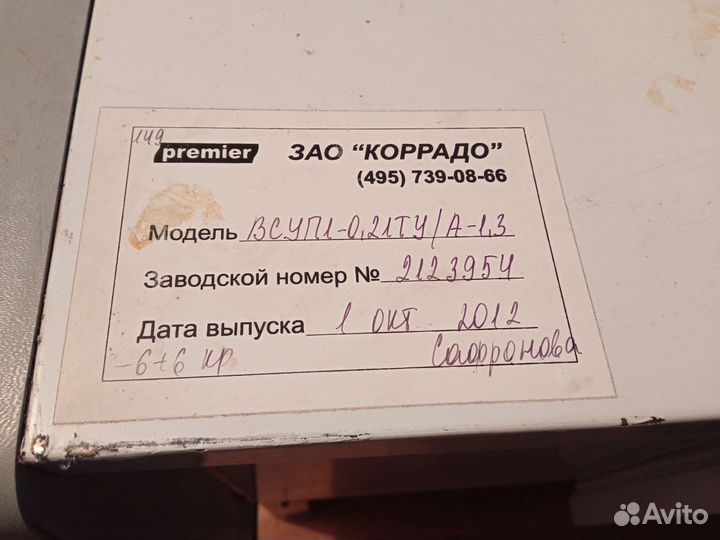 149
premier ЗАО "КОРРАДО"
(495) 739-08-66
Модель ВСУП1-0,21ТУ/А-1,3
Заводской номер № 2123954
Дата выпуска 1 окт 2012
-6+6 кр Сафронова
Avito